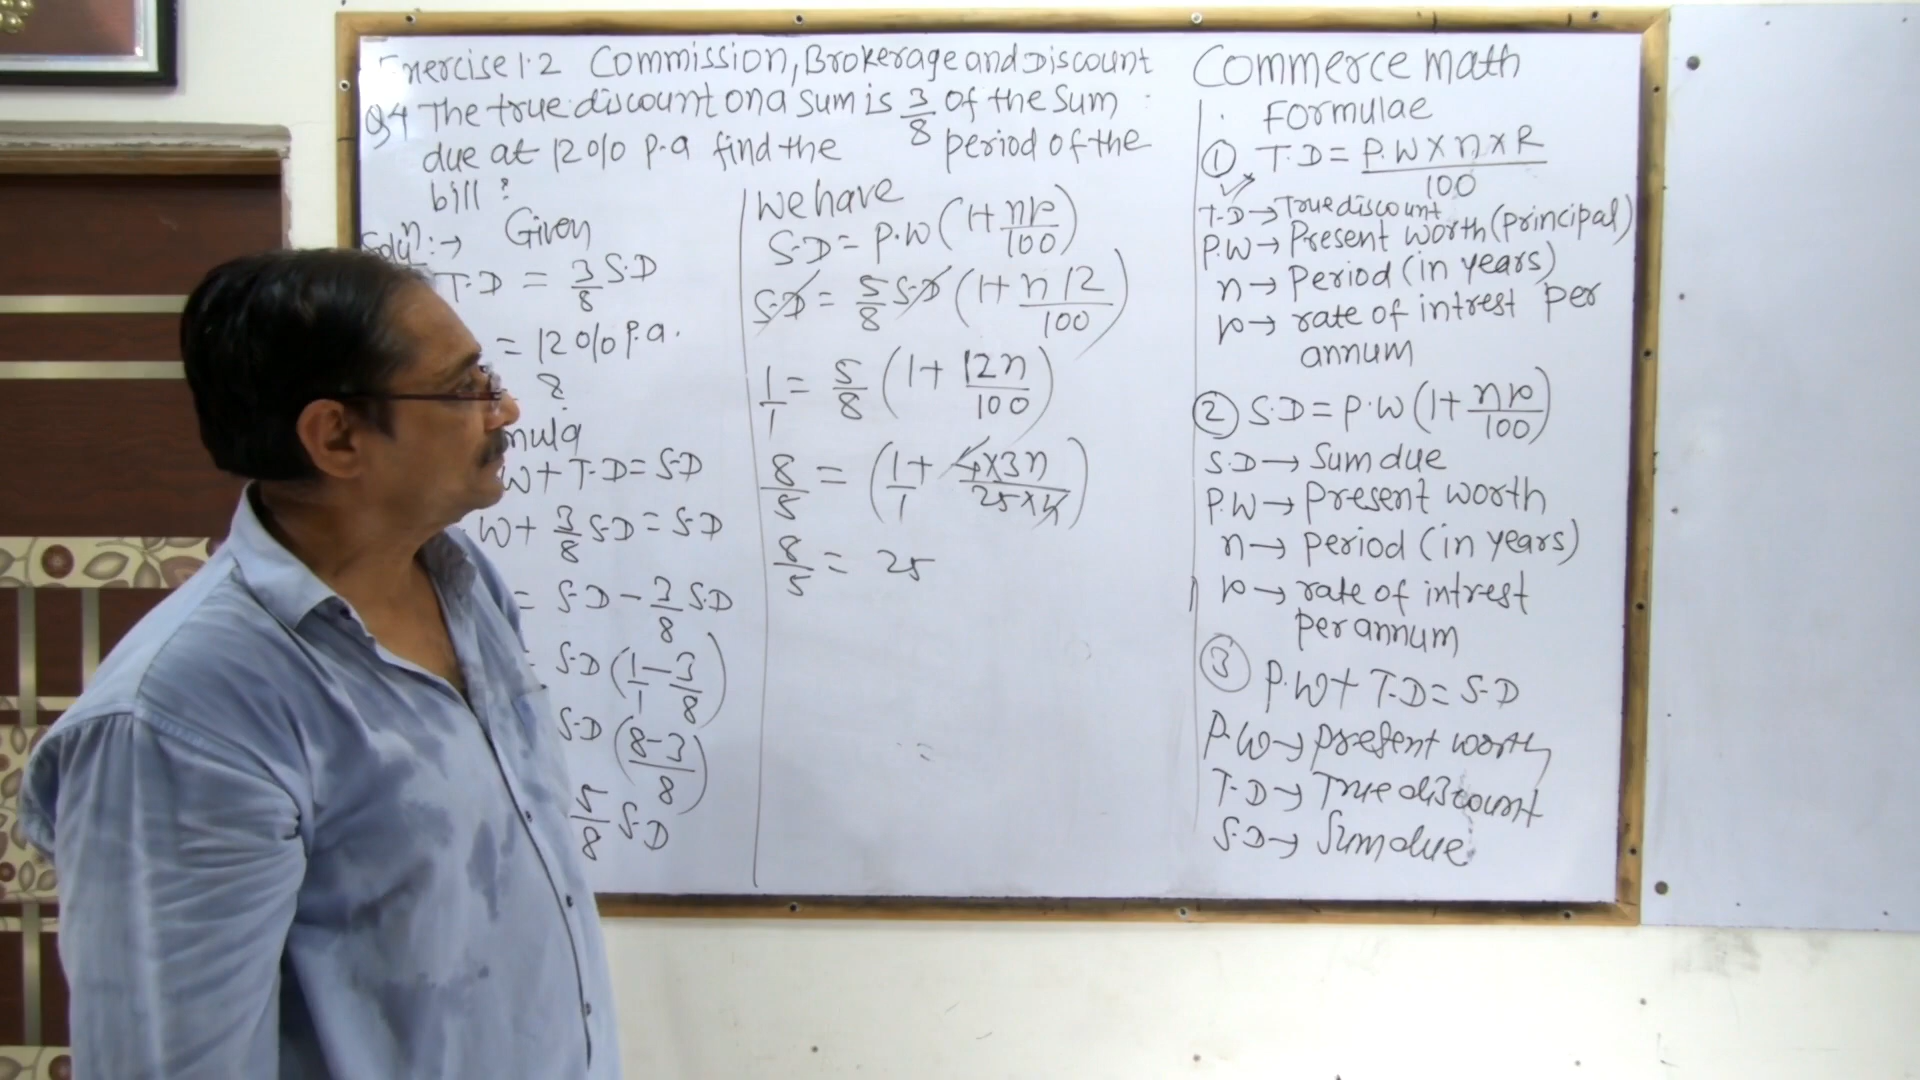 Exercise 1.2 Commission, Brokerage and Discount
Q4 The true discount on a sum is 3/8 of the sum
due at 12% p.a find the period of the
bill ?
Soluⁿ :→ Given
T.D = 3/8 S.D
= 12% p.a.
?
mula
W + T.D = S.D
W + 3/8 S.D = S.D
= S.D - 3/8 S.D
= S.D (1/1 - 3/8)
S.D (8-3/8)
5/8 S.D
We have
S.D = P.W (1 + nr/100)
S.D = 5/8 S.D (1 + n 12/100)
1/1 = 5/8 (1 + 12n/100)
8/5 = (1/1 + 4×3n/25×4)
8/5 = 25
Commerce math
Formulae
① T.D = P.W × n × R/100
T.D → True discount
P.W → Present worth (principal)
n → Period (in years)
r → rate of intrest per
annum
② S.D = P.W (1 + nr/100)
S.D → Sum due
P.W → Present worth
n → period (in years)
r → rate of intrest
per annum
③ P.W + T.D = S.D
P.W → present worth
T.D → True discount
S.D → Sum due